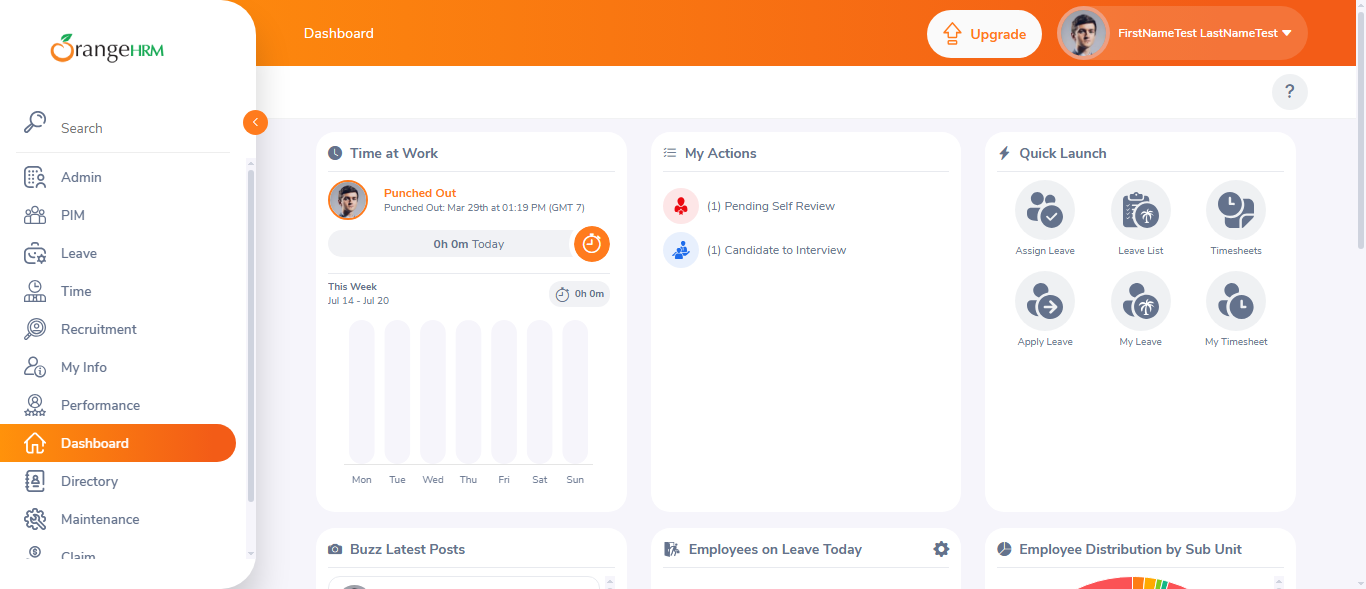 OrangeHRM
Dashboard
Upgrade
FirstNameTest LastNameTest
?
Search
Admin
PIM
Leave
Time
Recruitment
My Info
Performance
Dashboard
Directory
Maintenance
Claim
Time at Work
Punched Out
Punched Out: Mar 29th at 01:19 PM (GMT 7)
0h 0m Today
This Week
Jul 14 - Jul 20
0h 0m
Mon Tue Wed Thu Fri Sat Sun
My Actions
(1) Pending Self Review
(1) Candidate to Interview
Quick Launch
Assign Leave
Leave List
Timesheets
Apply Leave
My Leave
My Timesheet
Buzz Latest Posts
Employees on Leave Today
Employee Distribution by Sub Unit